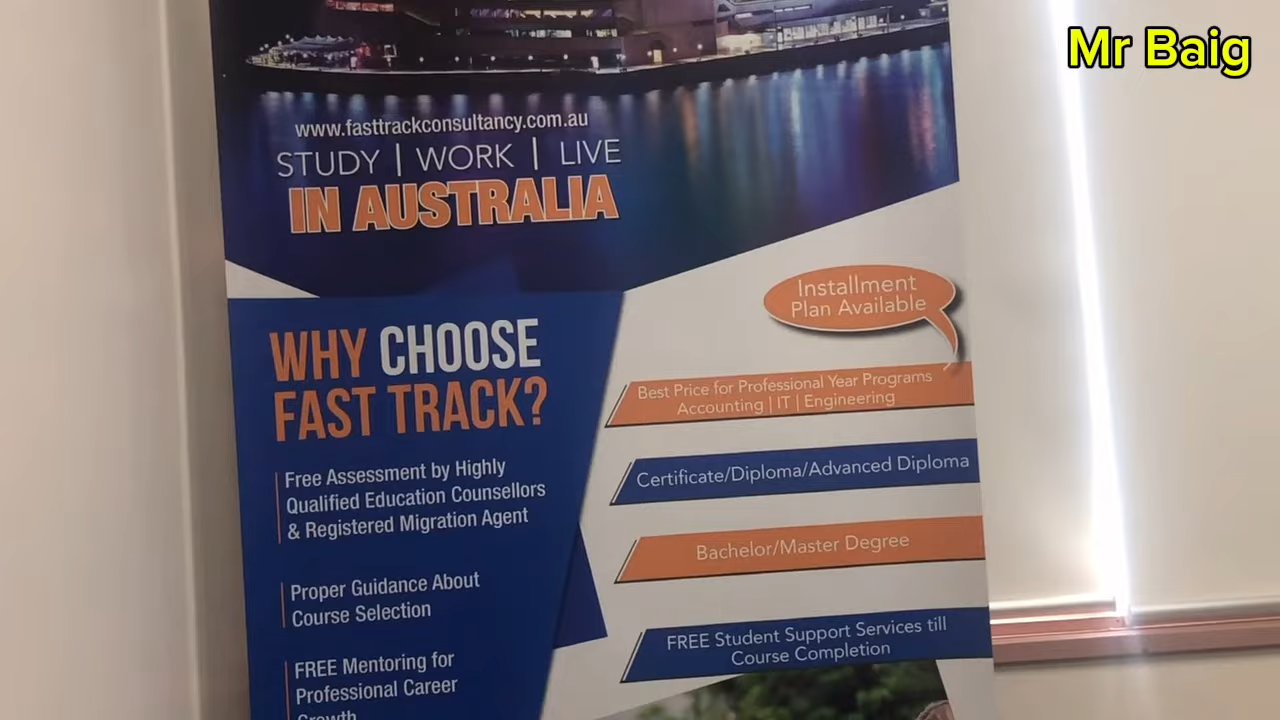 Mr Baig
www.fasttrackconsultancy.com.au
STUDY | WORK | LIVE
IN AUSTRALIA
WHY CHOOSE
FAST TRACK?
Free Assessment by Highly
Qualified Education Counsellors
& Registered Migration Agent
Proper Guidance About
Course Selection
FREE Mentoring for
Professional Career
Growth
Installment
Plan Available
Best Price for Professional Year Programs
Accounting | IT | Engineering
Certificate/Diploma/Advanced Diploma
Bachelor/Master Degree
FREE Student Support Services till
Course Completion